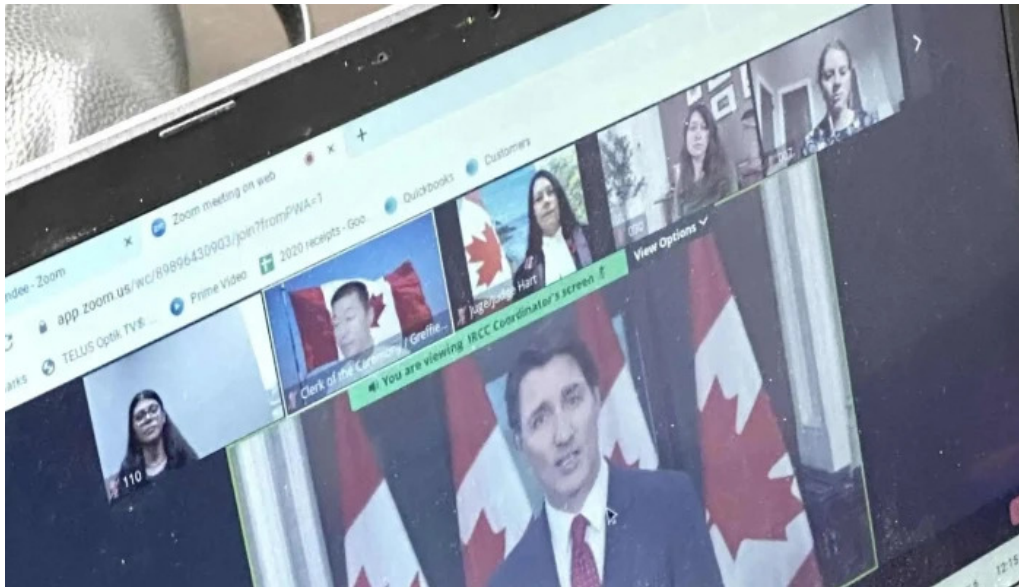 ndee - Zoom
×
Zoom meeting on web
×
+
app.zoom.us/wc/89896430903/join?fromPWA=1
arks
TELUS Optik TV® ...
Prime Video
2020 receipts - Goo...
Quickbooks
Customers
110
Clerk of the Ceremony / Greffie...
Juge/Judge Hart
You are viewing IRCC Coordinator's screen
View Options
12:15